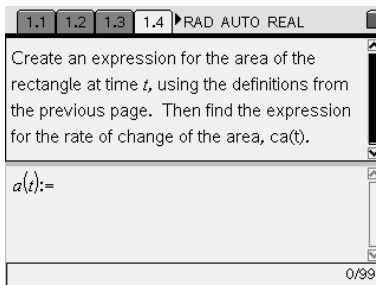 1.1 1.2 1.3 1.4 RAD AUTO REAL
Create an expression for the area of the
rectangle at time t, using the definitions from
the previous page. Then find the expression
for the rate of change of the area, ca(t).
a(t):=
0/99